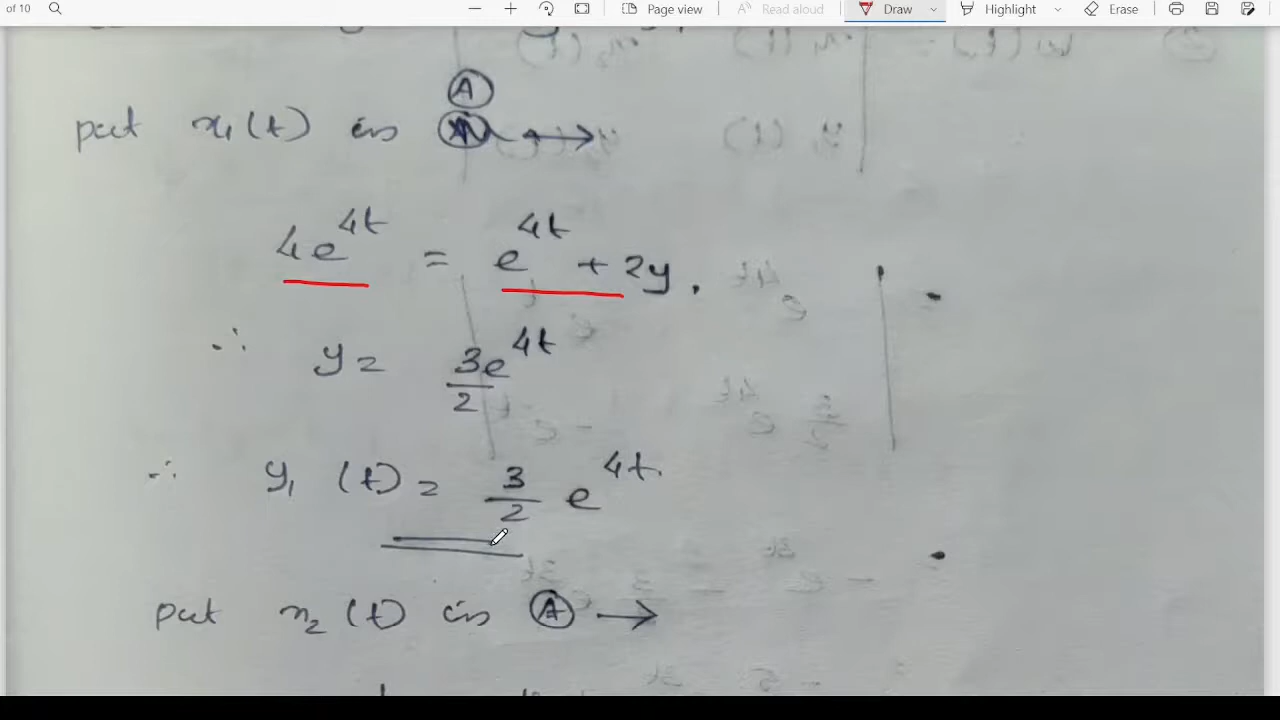 of 10 Page view Read aloud Draw Highlight Erase
A
put x₁(t) in
4e^4t = e^4t + 2y.
∴ y = 3/2 e^4t
∴ y₁ (t) = 3/2 e^4t.
put x₂ (t) in A →